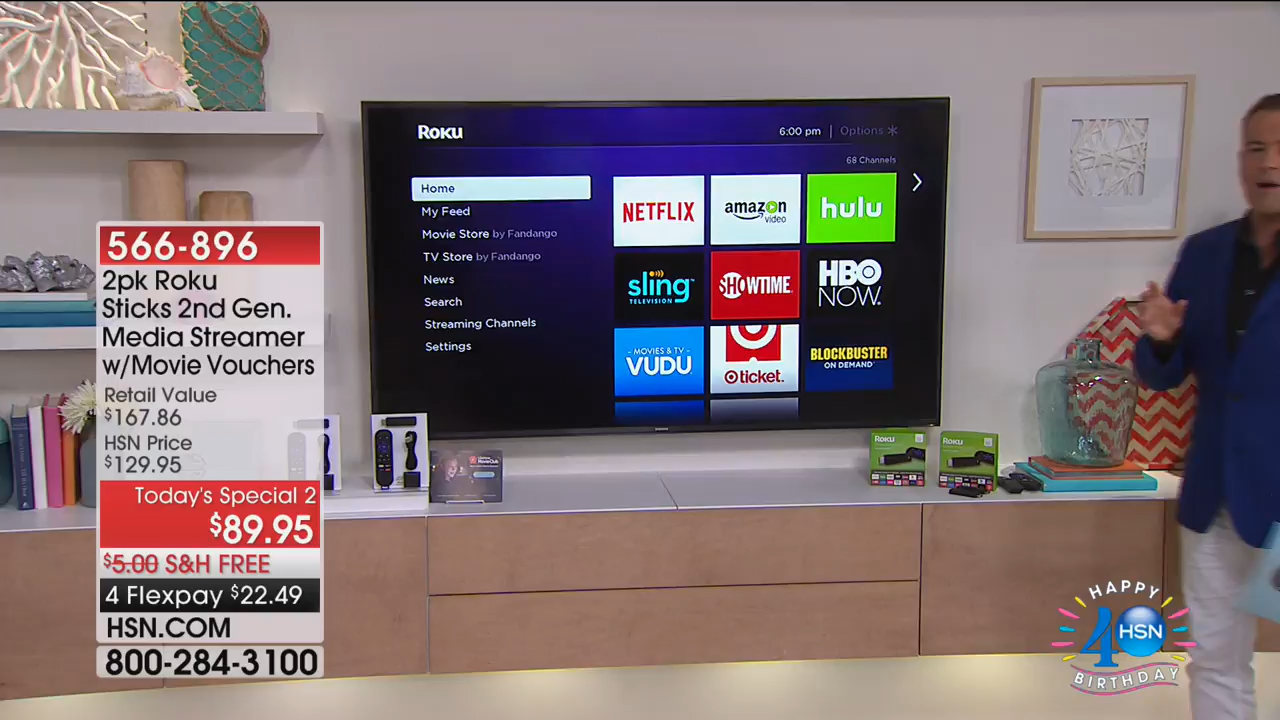 566-896
2pk Roku
Sticks 2nd Gen.
Media Streamer
w/Movie Vouchers
Retail Value
$167.86
HSN Price
$129.95
Today's Special 2
$89.95
$5.00 S&H FREE
4 Flexpay $22.49
HSN.COM
800-284-3100
Roku
6:00 pm | Options *
68 Channels
Home
My Feed
Movie Store by Fandango
TV Store by Fandango
News
Search
Streaming Channels
Settings
NETFLIX
amazon
video
hulu
sling
TELEVISION
SHOWTIME
HBO
NOW
- MOVIES & TV -
VUDU
ticket.
BLOCKBUSTER
ON DEMAND
SAMSUNG
Roku
Roku
HAPPY
40
HSN
BIRTHDAY